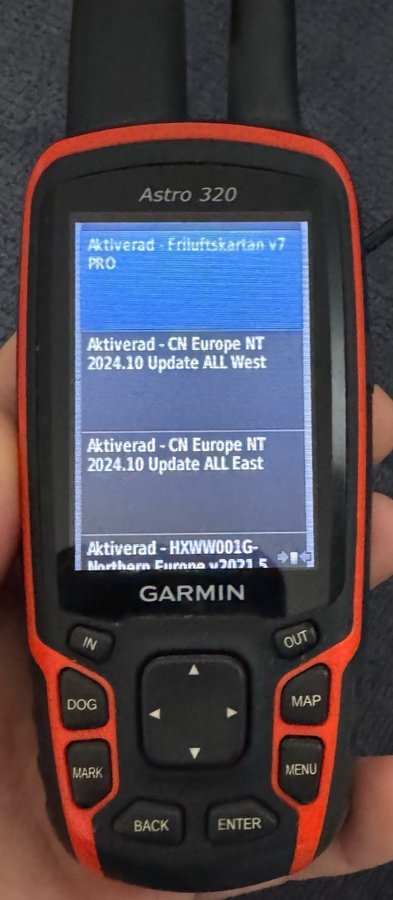 Astro 320
Aktiverad - Friluftskartan v7
PRO
Aktiverad - CN Europe NT
2024.10 Update ALL West
Aktiverad - CN Europe NT
2024.10 Update ALL East
Aktiverad - HXWW001G-
Northern Europe v2021.5
GARMIN
IN
OUT
DOG
MAP
MARK
MENU
BACK
ENTER